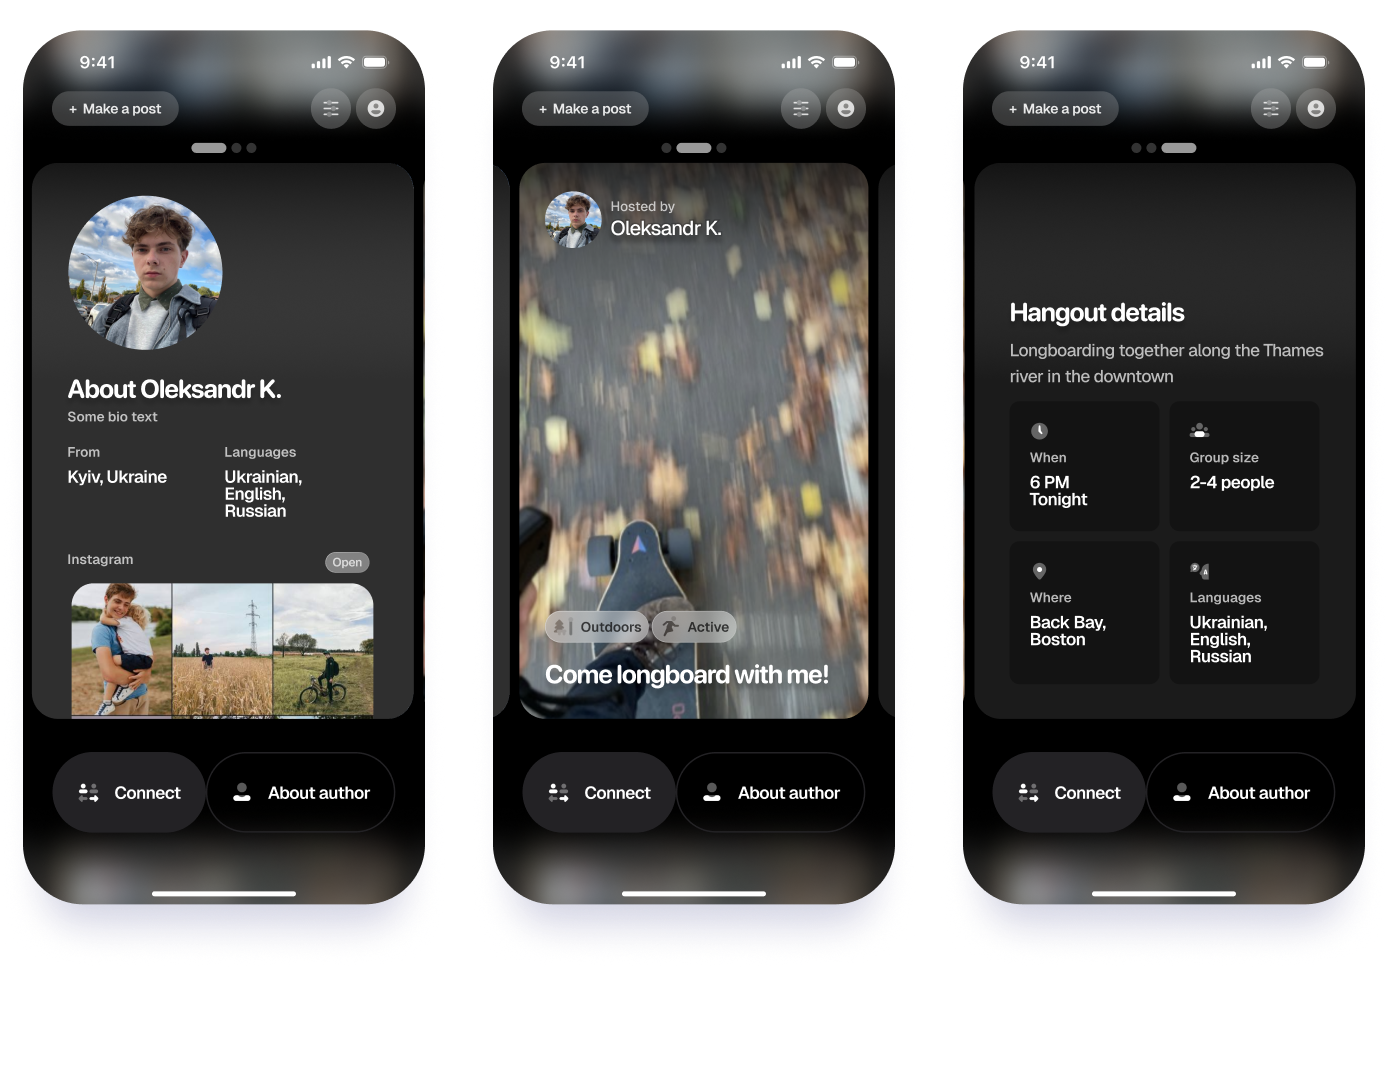 9:41
+ Make a post
About Oleksandr K.
Some bio text
From
Kyiv, Ukraine
Languages
Ukrainian,
English,
Russian
Instagram
Open
Connect
About author
9:41
+ Make a post
Hosted by
Oleksandr K.
Outdoors
Active
Come longboard with me!
Connect
About author
9:41
+ Make a post
Hangout details
Longboarding together along the Thames
river in the downtown
When
6 PM
Tonight
Group size
2-4 people
Where
Back Bay,
Boston
Languages
Ukrainian,
English,
Russian
Connect
About author